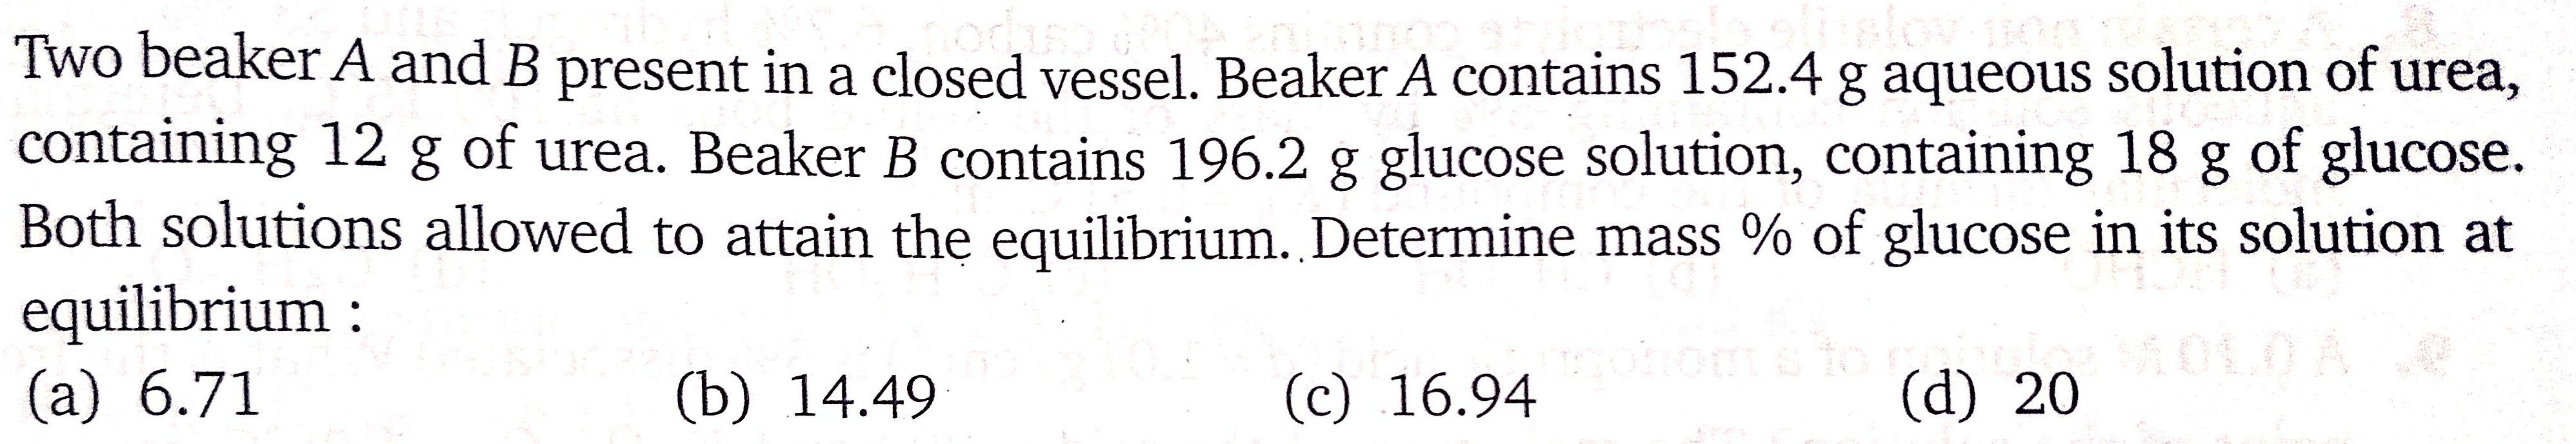 Two beaker A and B present in a closed vessel. Beaker A contains 152.4 g aqueous solution of urea,
containing 12 g of urea. Beaker B contains 196.2 g glucose solution, containing 18 g of glucose.
Both solutions allowed to attain the equilibrium. Determine mass % of glucose in its solution at
equilibrium :
(a) 6.71 (b) 14.49 (c) 16.94 (d) 20